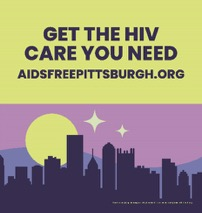 GET THE HIV
CARE YOU NEED
AIDSFREEPITTSBURGH.ORG